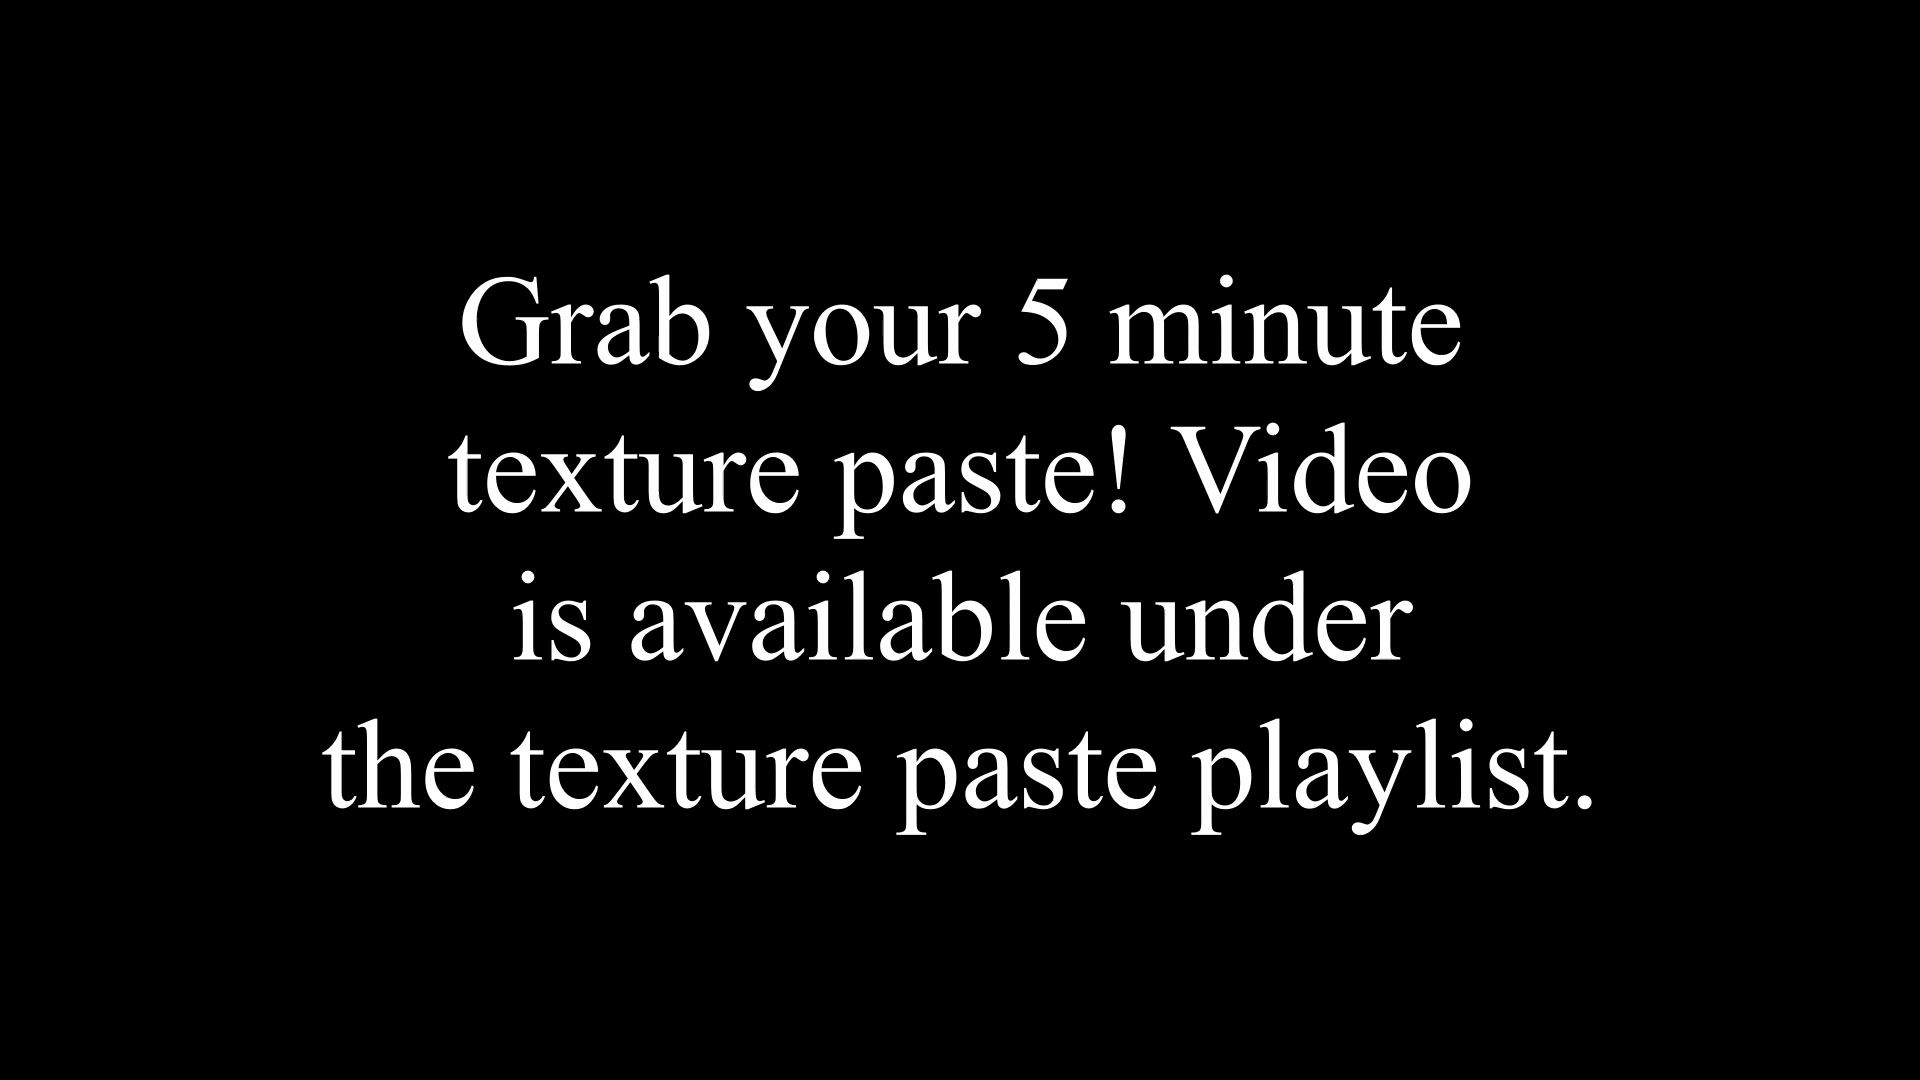 Grab your 5 minute
texture paste! Video
is available under
the texture paste playlist.